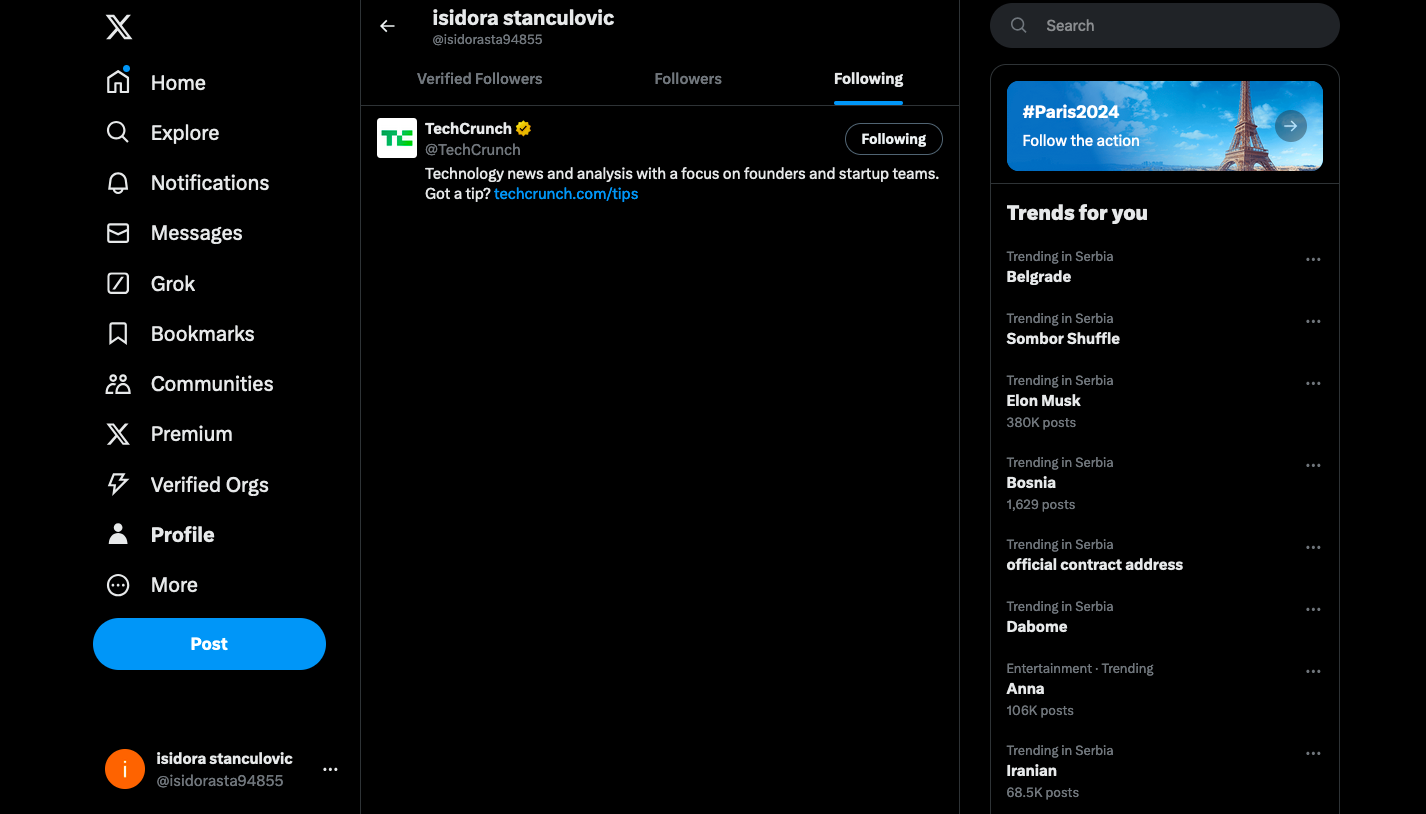 Home
Explore
Notifications
Messages
Grok
Bookmarks
Communities
Premium
Verified Orgs
Profile
More
Post
i
isidora stanculovic
@isidorasta94855
isidora stanculovic
@isidorasta94855
Verified Followers
Followers
Following
TC
TechCrunch
@TechCrunch
Following
Technology news and analysis with a focus on founders and startup teams.
Got a tip? techcrunch.com/tips
Search
#Paris2024
Follow the action
Trends for you
Trending in Serbia
Belgrade
Trending in Serbia
Sombor Shuffle
Trending in Serbia
Elon Musk
380K posts
Trending in Serbia
Bosnia
1,629 posts
Trending in Serbia
official contract address
Trending in Serbia
Dabome
Entertainment · Trending
Anna
106K posts
Trending in Serbia
Iranian
68.5K posts